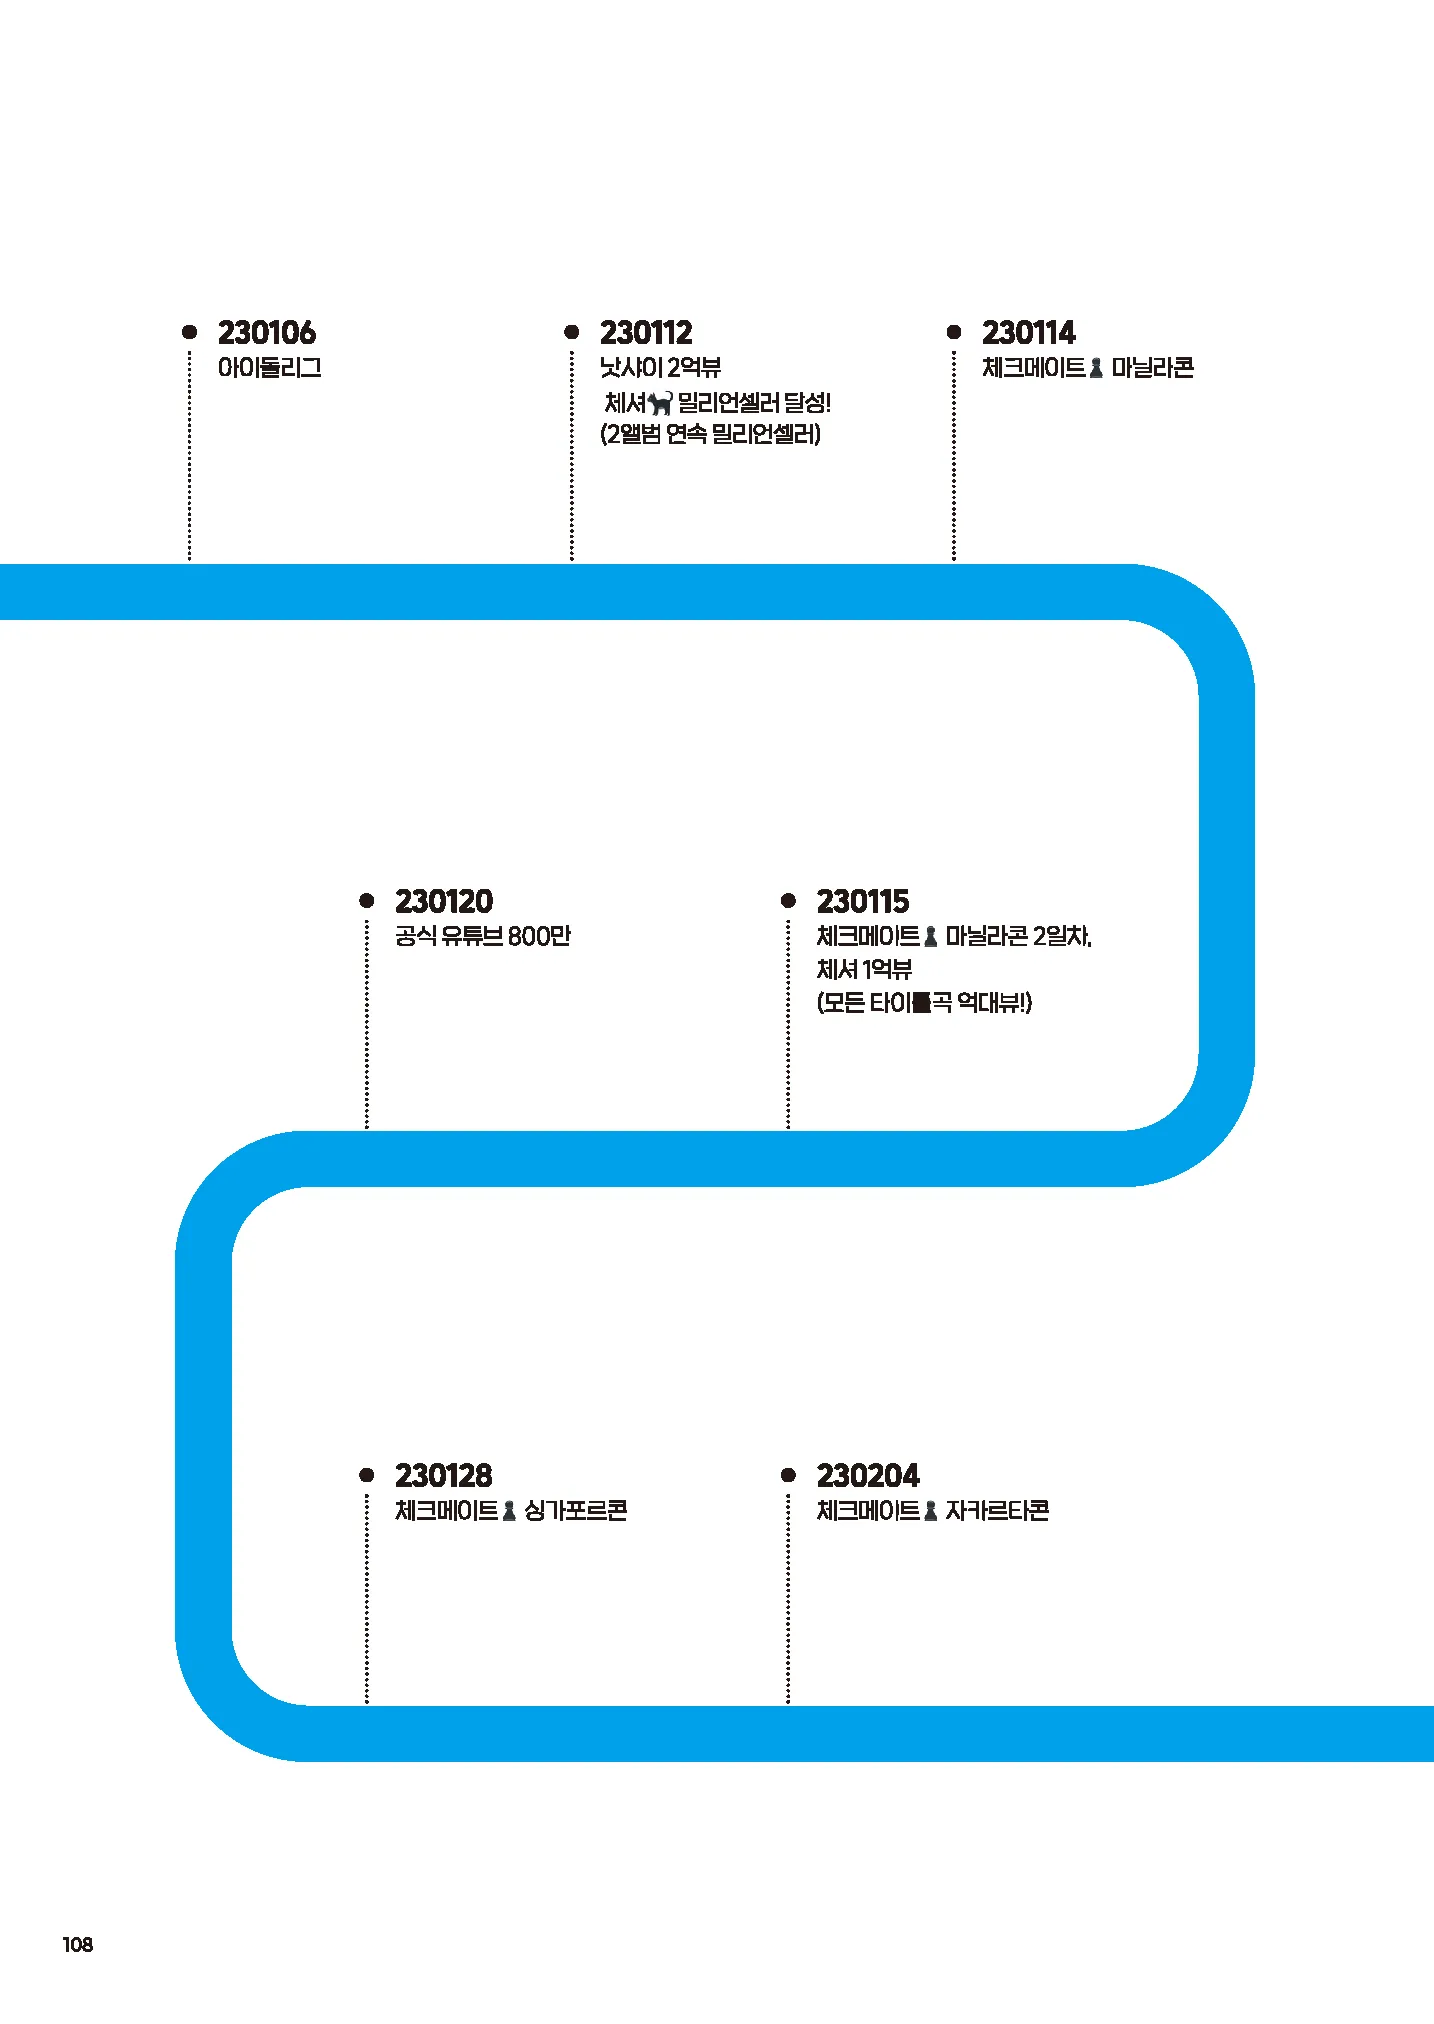 230106
아이돌리그
230112
낫샤이 2억뷰
체셔🐈‍⬛ 밀리언셀러 달성!
(2앨범 연속 밀리언셀러)
230114
체크메이트♟ 마닐라콘
230120
공식 유튜브 800만
230115
체크메이트♟ 마닐라콘 2일차,
체셔 1억뷰
(모든 타이틀곡 억대뷰!)
230128
체크메이트♟ 싱가포르콘
230204
체크메이트♟ 자카르타콘
108